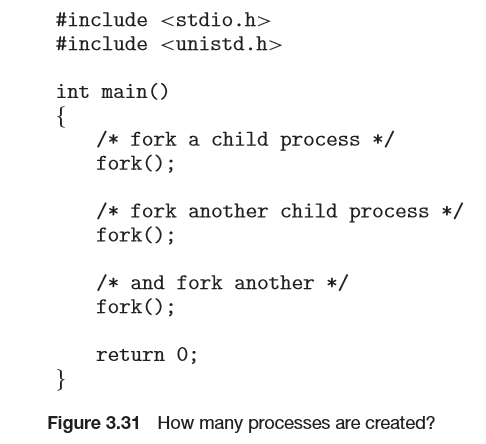 #include <stdio.h>
#include <unistd.h>
int main()
{
/* fork a child process */
fork();
/* fork another child process */
fork();
/* and fork another */
fork();
return 0;
}
Figure 3.31 How many processes are created?